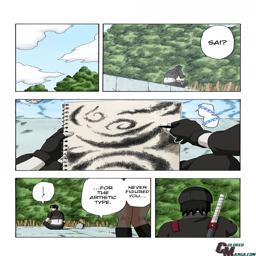 SAI?
NEVER
FIGURED
YOU...
...FOR
THE
ARTISTIC
TYPE.
COLORED
MANGA.COM